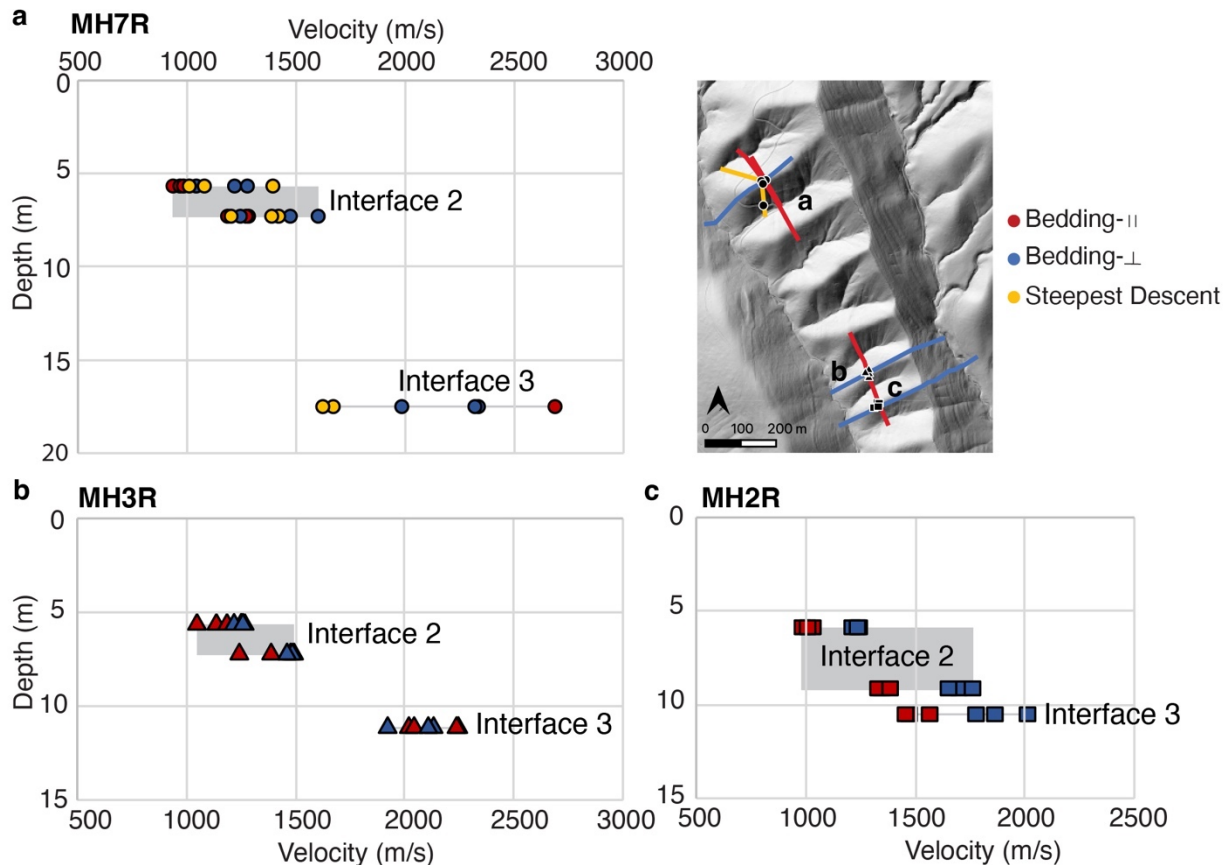 a MH7R
Velocity (m/s)
500 1000 1500 2000 2500 3000
0
5
10
15
20
Depth (m)
Interface 2
Interface 3
a
b
c
0 100 200 m
Bedding-॥
Bedding-⊥
Steepest Descent
b MH3R
0
5
10
15
Depth (m)
Interface 2
Interface 3
500 1000 1500 2000 2500 3000
Velocity (m/s)
c MH2R
0
5
10
15
Interface 2
Interface 3
500 1000 1500 2000 2500
Velocity (m/s)